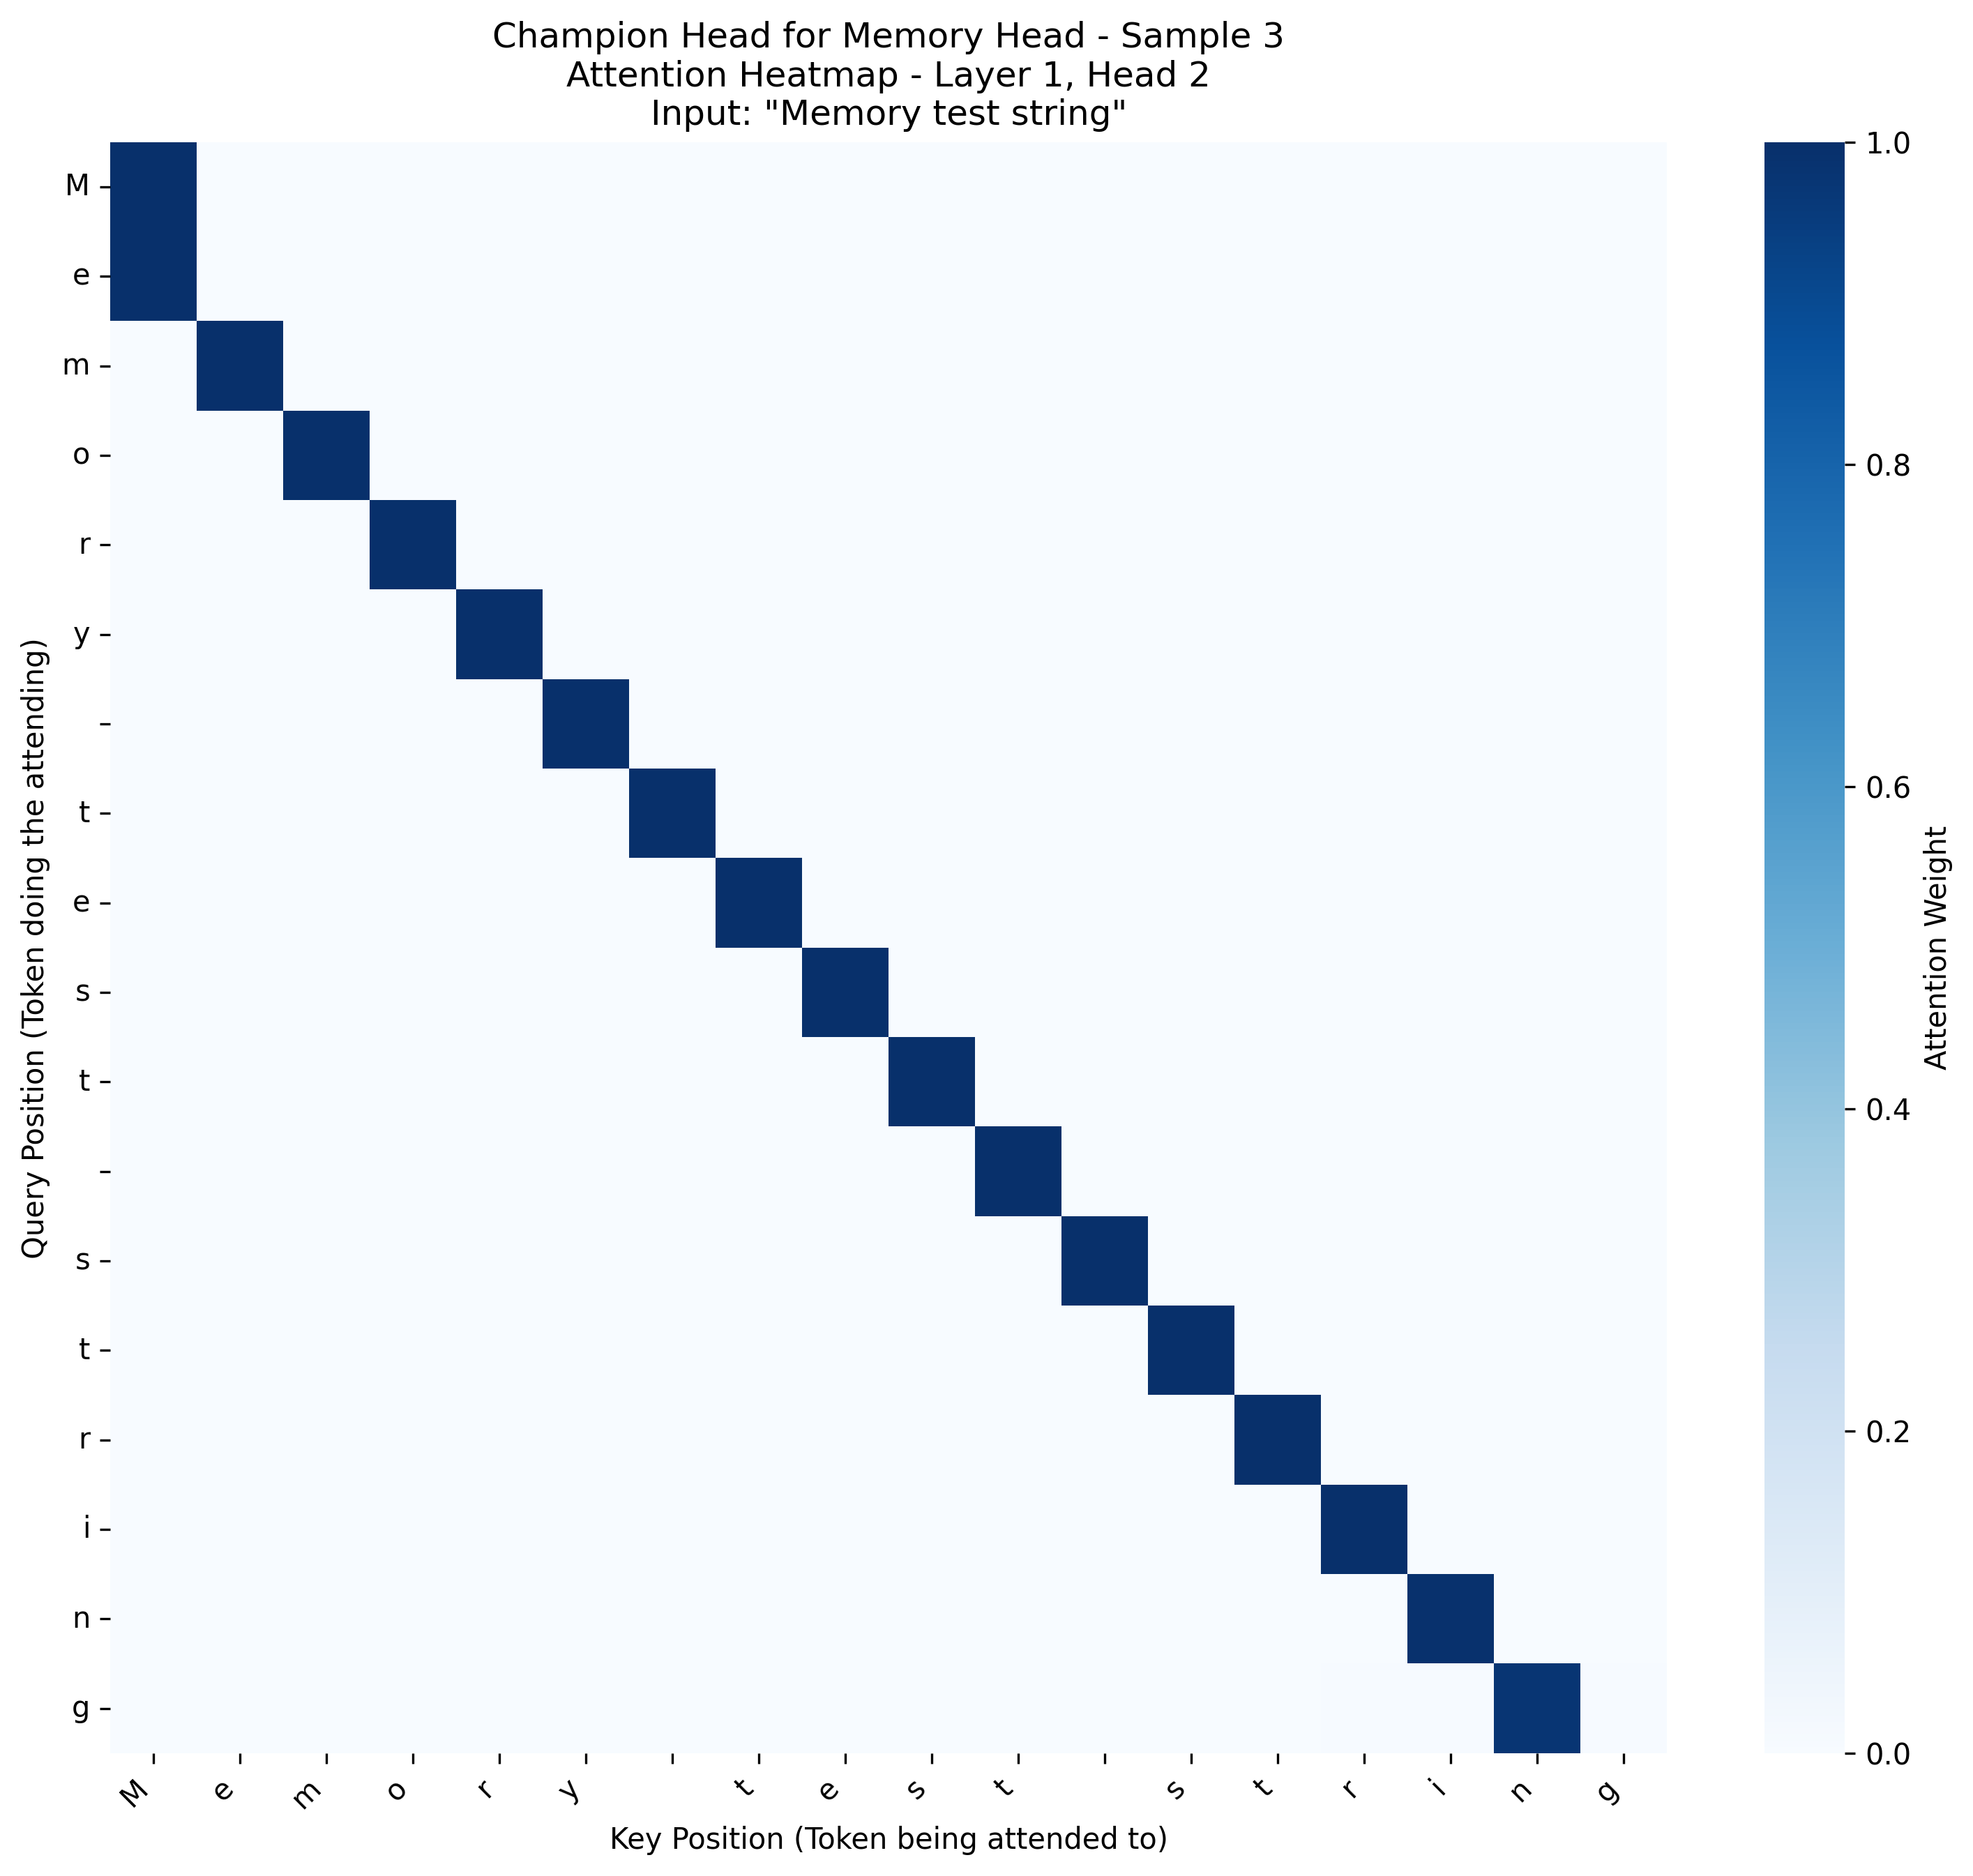 Champion Head for Memory Head - Sample 3
Attention Heatmap - Layer 1, Head 2
Input: "Memory test string"
Query Position (Token doing the attending)
M
e
m
o
r
y
t
e
s
t
s
t
r
i
n
g
M e m o r y t e s t s t r i n g
Key Position (Token being attended to)
1.0
0.8
0.6
0.4
0.2
0.0
Attention Weight